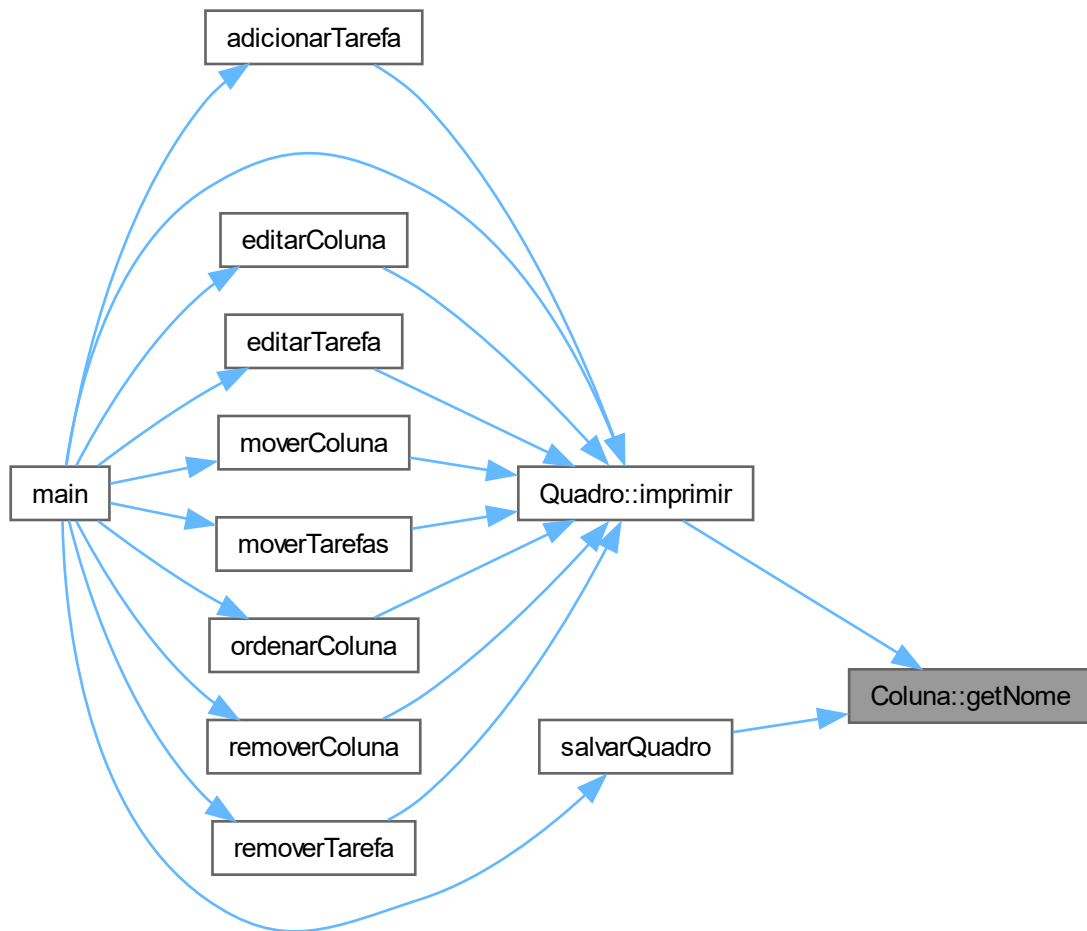 adicionarTarefa
editarColuna
editarTarefa
moverColuna
main
Quadro::imprimir
moverTarefas
ordenarColuna
Coluna::getNome
removerColuna
salvarQuadro
removerTarefa